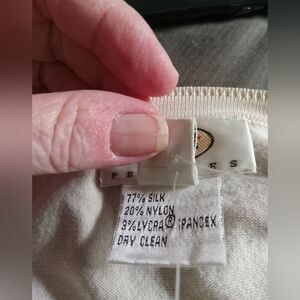 P E E S
77% SILK
20% NYLON
3% LYCRA® SPANDEX
DRY CLEAN